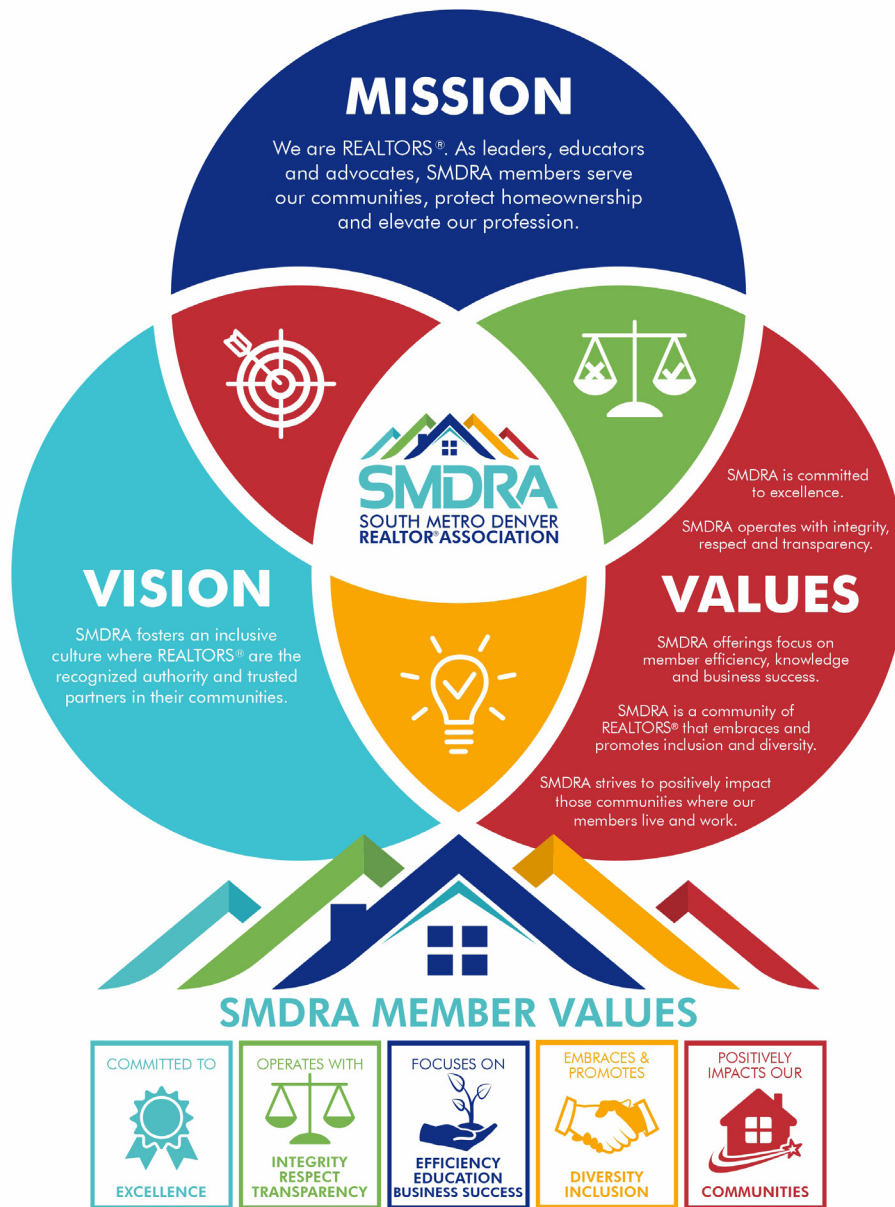 MISSION
We are REALTORS®. As leaders, educators
and advocates, SMDRA members serve
our communities, protect homeownership
and elevate our profession.
SMDRA
SOUTH METRO DENVER
REALTOR®ASSOCIATION
VISION
SMDRA fosters an inclusive
culture where REALTORS® are the
recognized authority and trusted
partners in their communities.
SMDRA is committed
to excellence.
SMDRA operates with integrity,
respect and transparency.
VALUES
SMDRA offerings focus on
member efficiency, knowledge
and business success.
SMDRA is a community of
REALTORS® that embraces and
promotes inclusion and diversity.
SMDRA strives to positively impact
those communities where our
members live and work.
SMDRA MEMBER VALUES
COMMITTED TO
EXCELLENCE
OPERATES WITH
INTEGRITY
RESPECT
TRANSPARENCY
FOCUSES ON
EFFICIENCY
EDUCATION
BUSINESS SUCCESS
EMBRACES &
PROMOTES
DIVERSITY
INCLUSION
POSITIVELY
IMPACTS OUR
COMMUNITIES